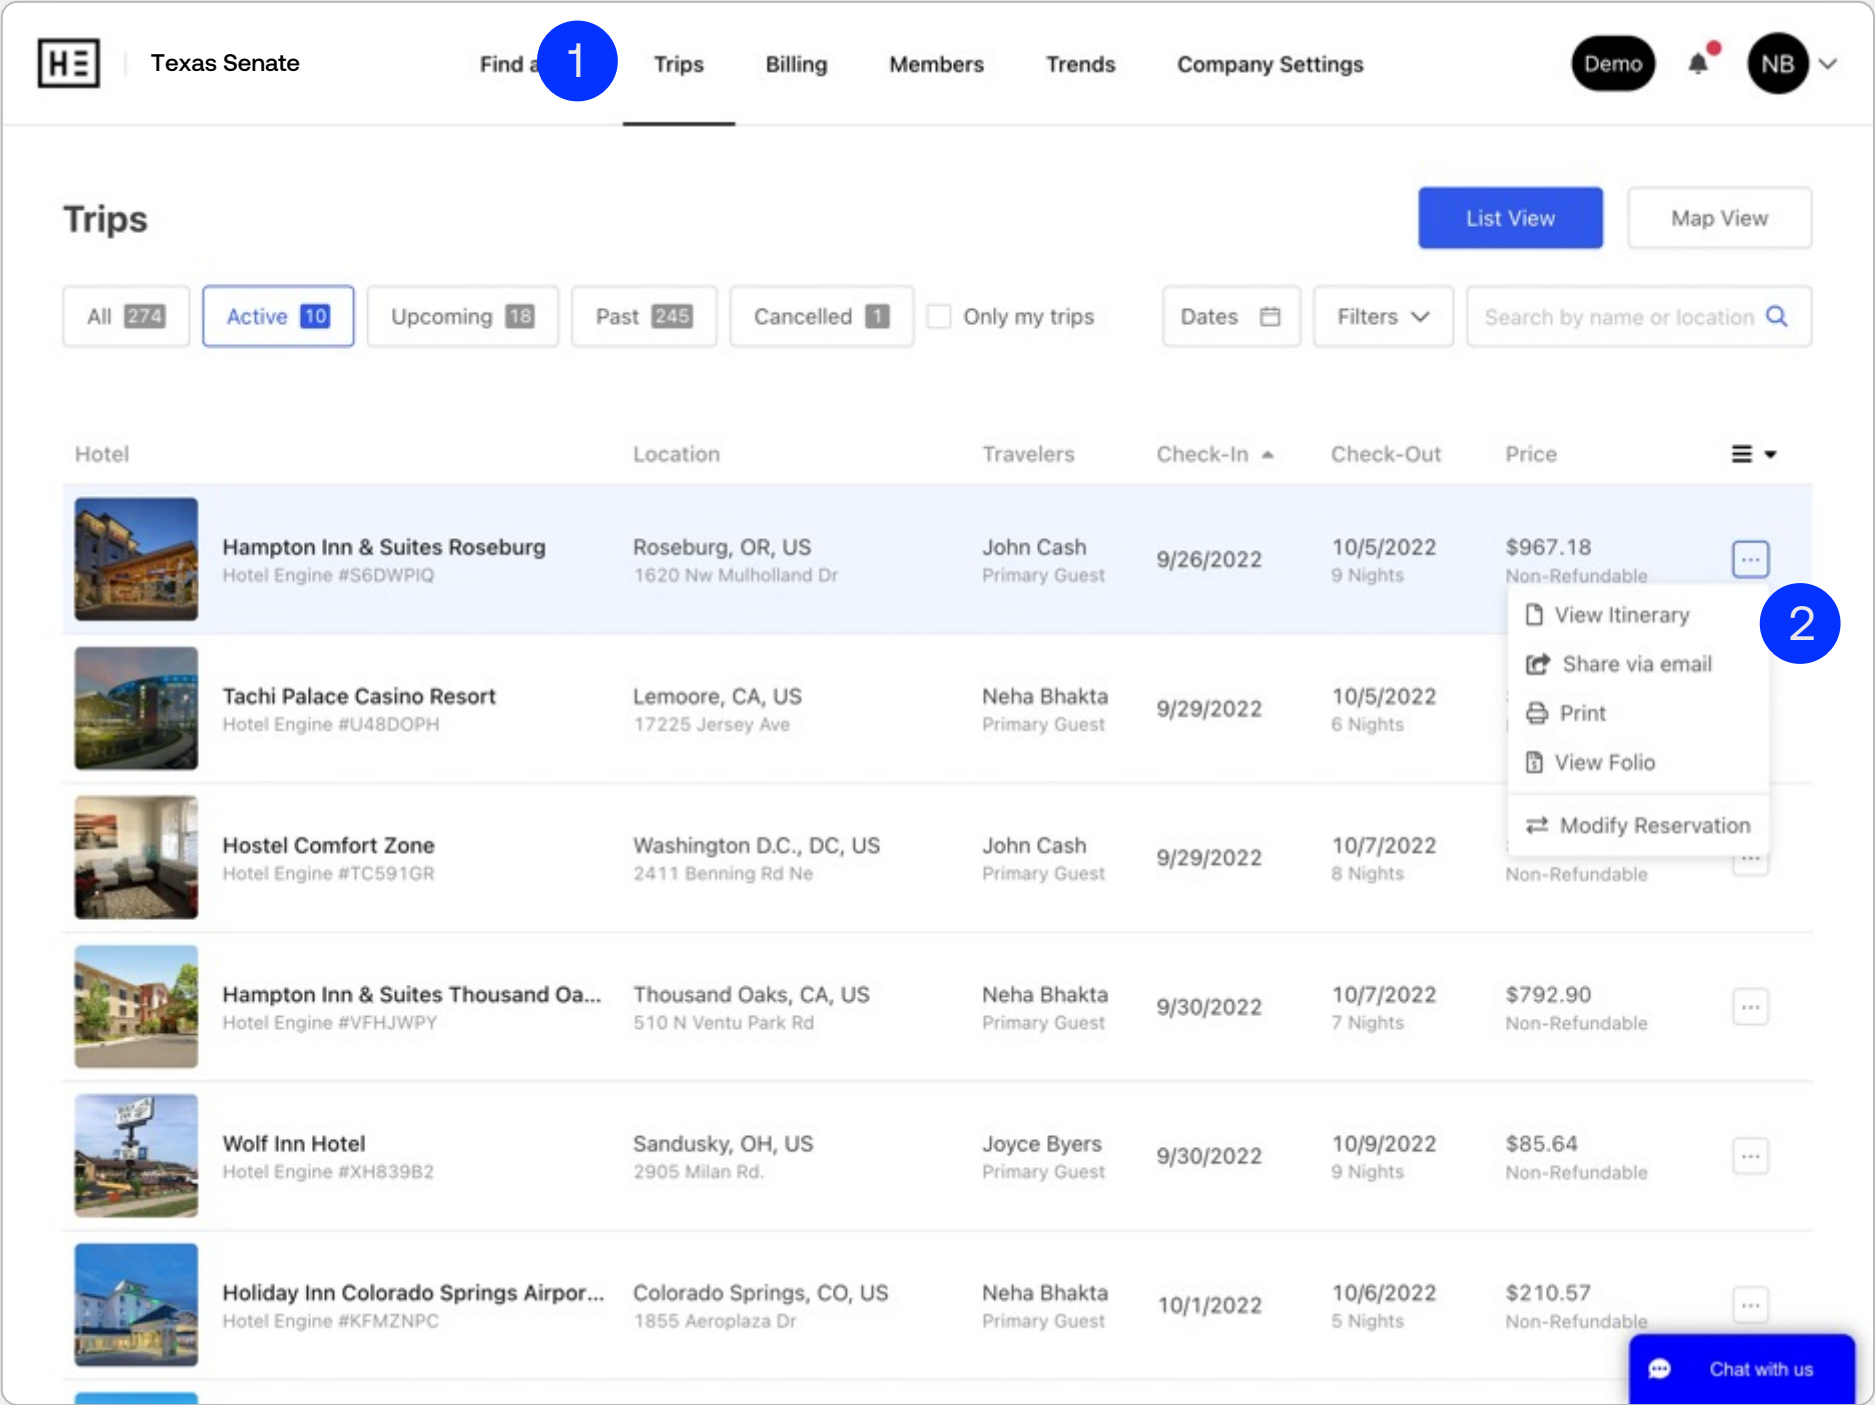 HE
Texas Senate
Find a
1
Trips
Billing
Members
Trends
Company Settings
Demo
NB
Trips
List View
Map View
All 274
Active 10
Upcoming 18
Past 245
Cancelled 1
Only my trips
Dates
Filters
Search by name or location
Hotel
Location
Travelers
Check-In
Check-Out
Price
Hampton Inn & Suites Roseburg
Hotel Engine #S6DWPIQ
Roseburg, OR, US
1620 Nw Mulholland Dr
John Cash
Primary Guest
9/26/2022
10/5/2022
9 Nights
$967.18
Non-Refundable
View Itinerary
2
Share via email
Print
View Folio
Modify Reservation
Tachi Palace Casino Resort
Hotel Engine #U48DOPH
Lemoore, CA, US
17225 Jersey Ave
Neha Bhakta
Primary Guest
9/29/2022
10/5/2022
6 Nights
Hostel Comfort Zone
Hotel Engine #TC591GR
Washington D.C., DC, US
2411 Benning Rd Ne
John Cash
Primary Guest
9/29/2022
10/7/2022
8 Nights
Non-Refundable
Hampton Inn & Suites Thousand Oa...
Hotel Engine #VFHJWPY
Thousand Oaks, CA, US
510 N Ventu Park Rd
Neha Bhakta
Primary Guest
9/30/2022
10/7/2022
7 Nights
$792.90
Non-Refundable
Wolf Inn Hotel
Hotel Engine #XH839B2
Sandusky, OH, US
2905 Milan Rd.
Joyce Byers
Primary Guest
9/30/2022
10/9/2022
9 Nights
$85.64
Non-Refundable
Holiday Inn Colorado Springs Airpor...
Hotel Engine #KFMZNPC
Colorado Springs, CO, US
1855 Aeroplaza Dr
Neha Bhakta
Primary Guest
10/1/2022
10/6/2022
5 Nights
$210.57
Non-Refundable
Chat with us